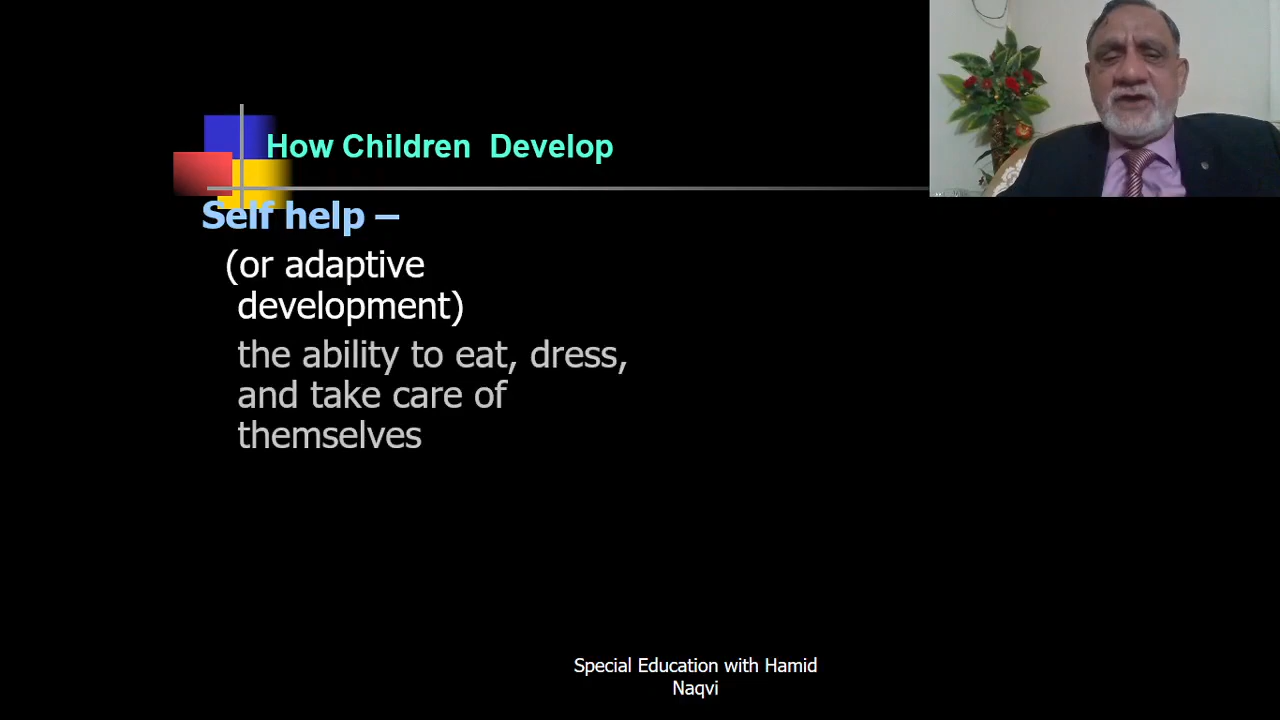 How Children  Develop
Self help –
(or adaptive
development)
the ability to eat, dress,
and take care of
themselves
Special Education with Hamid
Naqvi